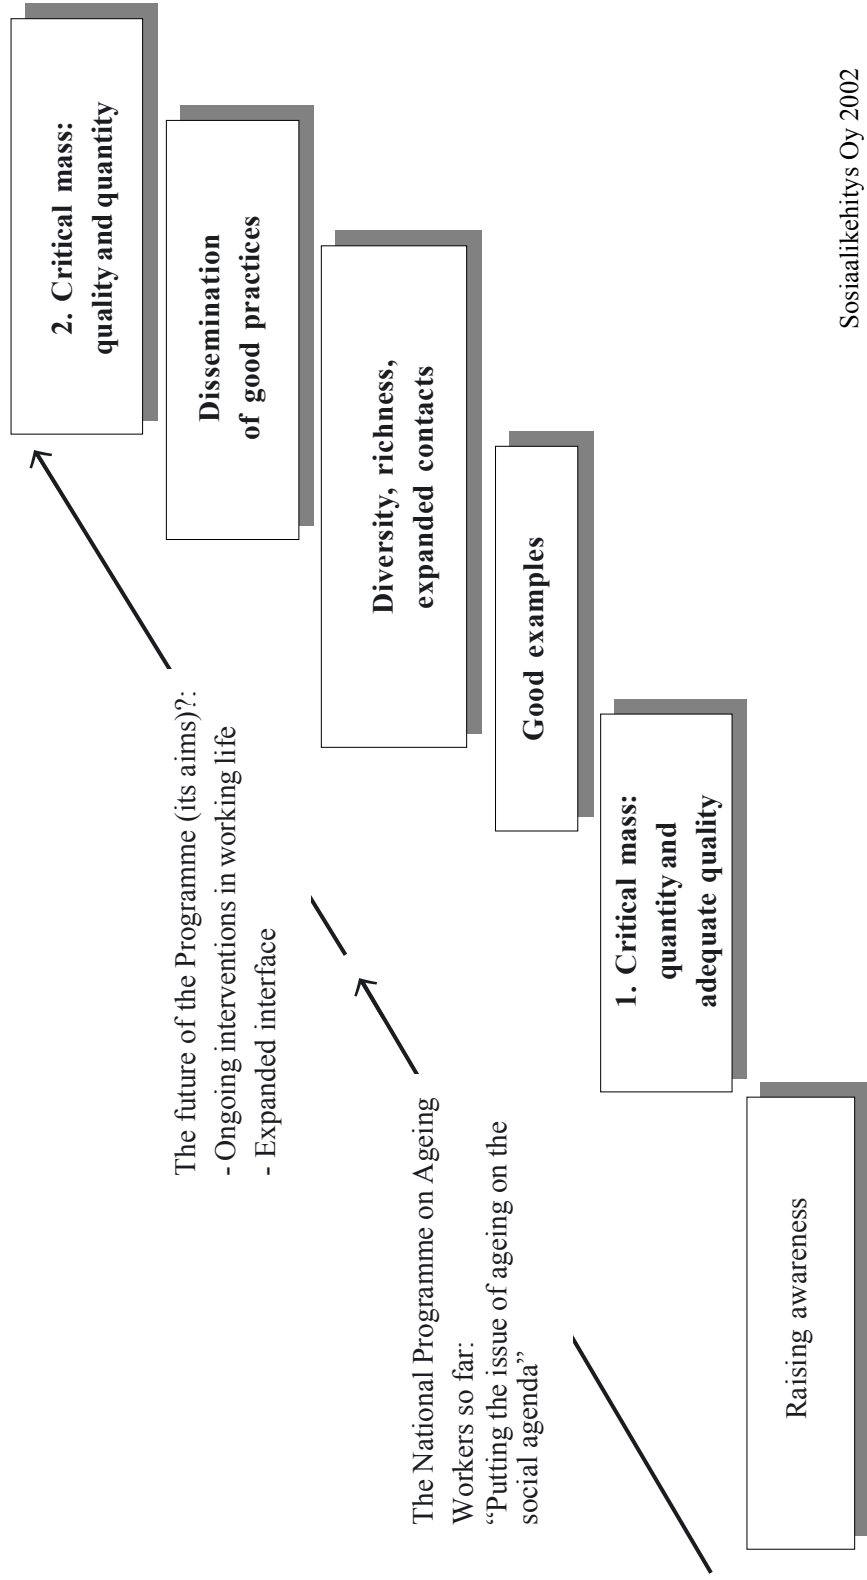 2. Critical mass:
quality and quantity
Dissemination
of good practices
Diversity, richness,
expanded contacts
Good examples
1. Critical mass:
quantity and
adequate quality
Raising awareness
The future of the Programme (its aims)?:
- Ongoing interventions in working life
- Expanded interface
The National Programme on Ageing
Workers so far:
“Putting the issue of ageing on the
social agenda”
Sosiaalikehitys Oy 2002